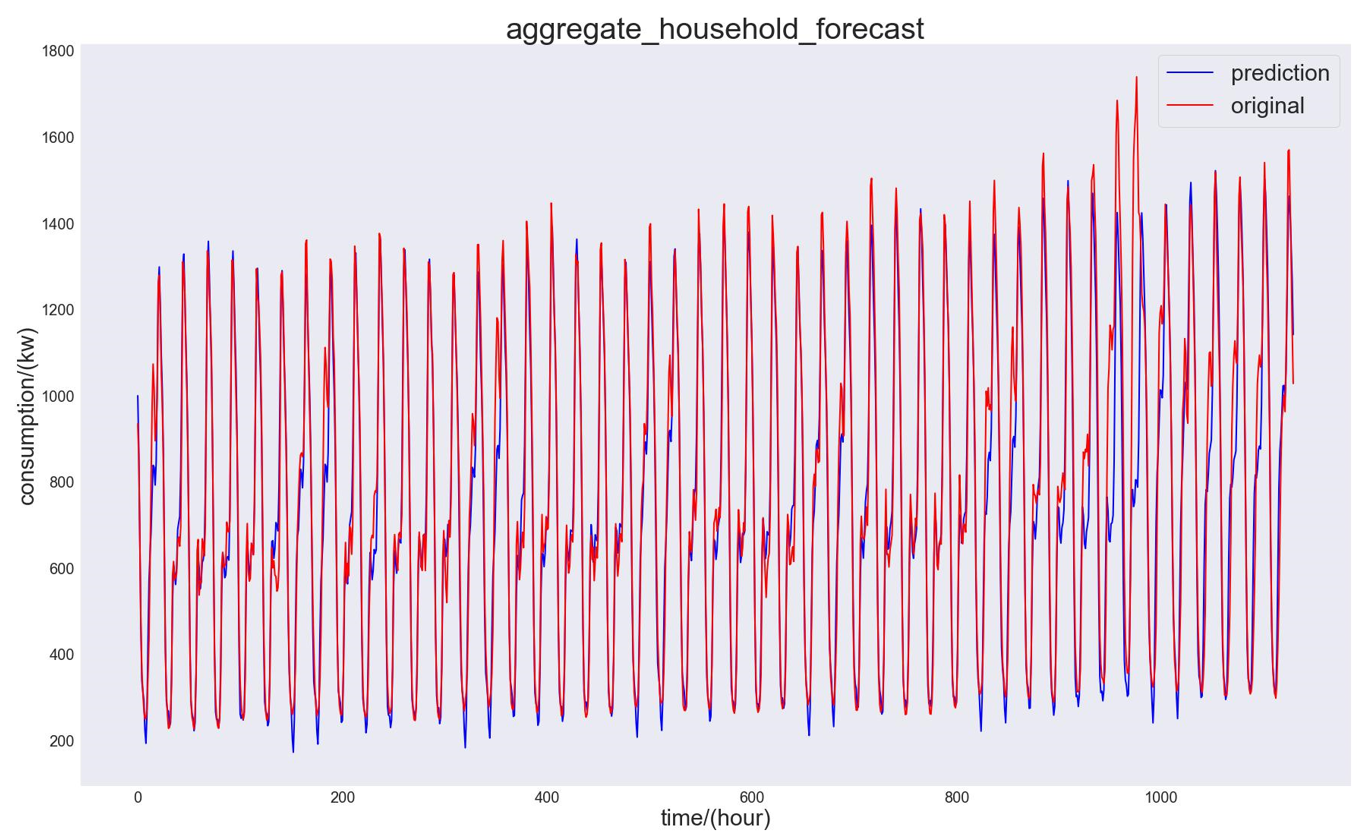 aggregate_household_forecast
prediction
original
consumption/(kw)
1800
1600
1400
1200
1000
800
600
400
200
0 200 400 600 800 1000
time/(hour)